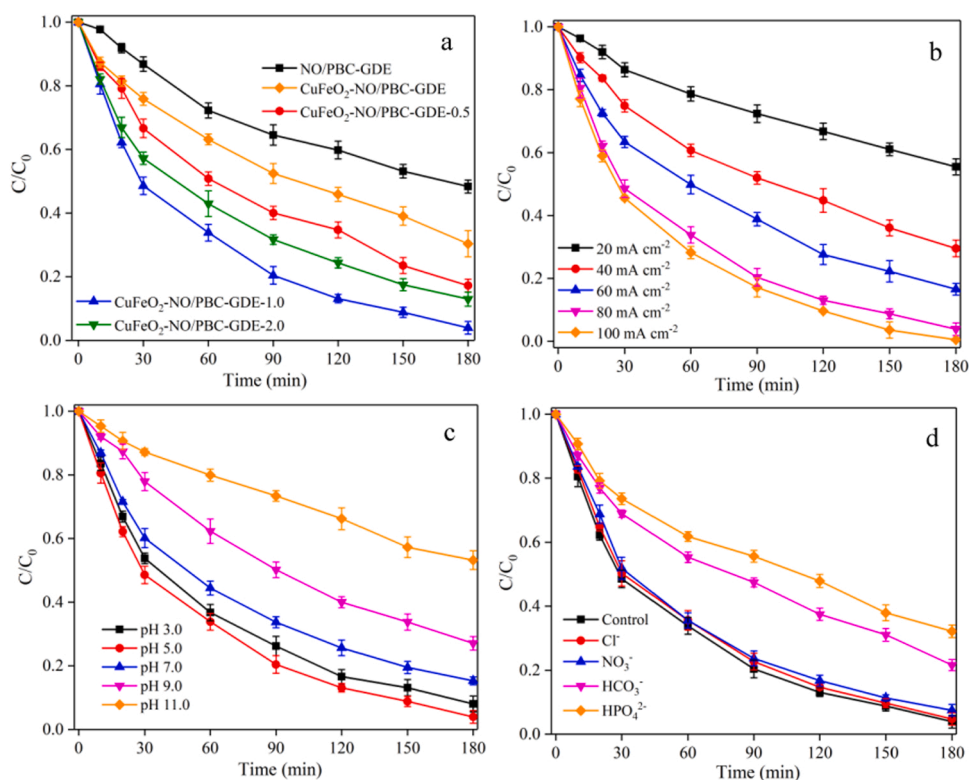 a
NO/PBC-GDE
CuFeO₂-NO/PBC-GDE
CuFeO₂-NO/PBC-GDE-0.5
CuFeO₂-NO/PBC-GDE-1.0
CuFeO₂-NO/PBC-GDE-2.0
C/C₀
1.0
0.8
0.6
0.4
0.2
0.0
0 30 60 90 120 150 180
Time (min)
b
20 mA cm⁻²
40 mA cm⁻²
60 mA cm⁻²
80 mA cm⁻²
100 mA cm⁻²
C/C₀
1.0
0.8
0.6
0.4
0.2
0.0
0 30 60 90 120 150 180
Time (min)
c
pH 3.0
pH 5.0
pH 7.0
pH 9.0
pH 11.0
C/C₀
1.0
0.8
0.6
0.4
0.2
0.0
0 30 60 90 120 150 180
Time (min)
d
Control
Cl⁻
NO₃⁻
HCO₃⁻
HPO₄²⁻
C/C₀
1.0
0.8
0.6
0.4
0.2
0.0
0 30 60 90 120 150 180
Time (min)